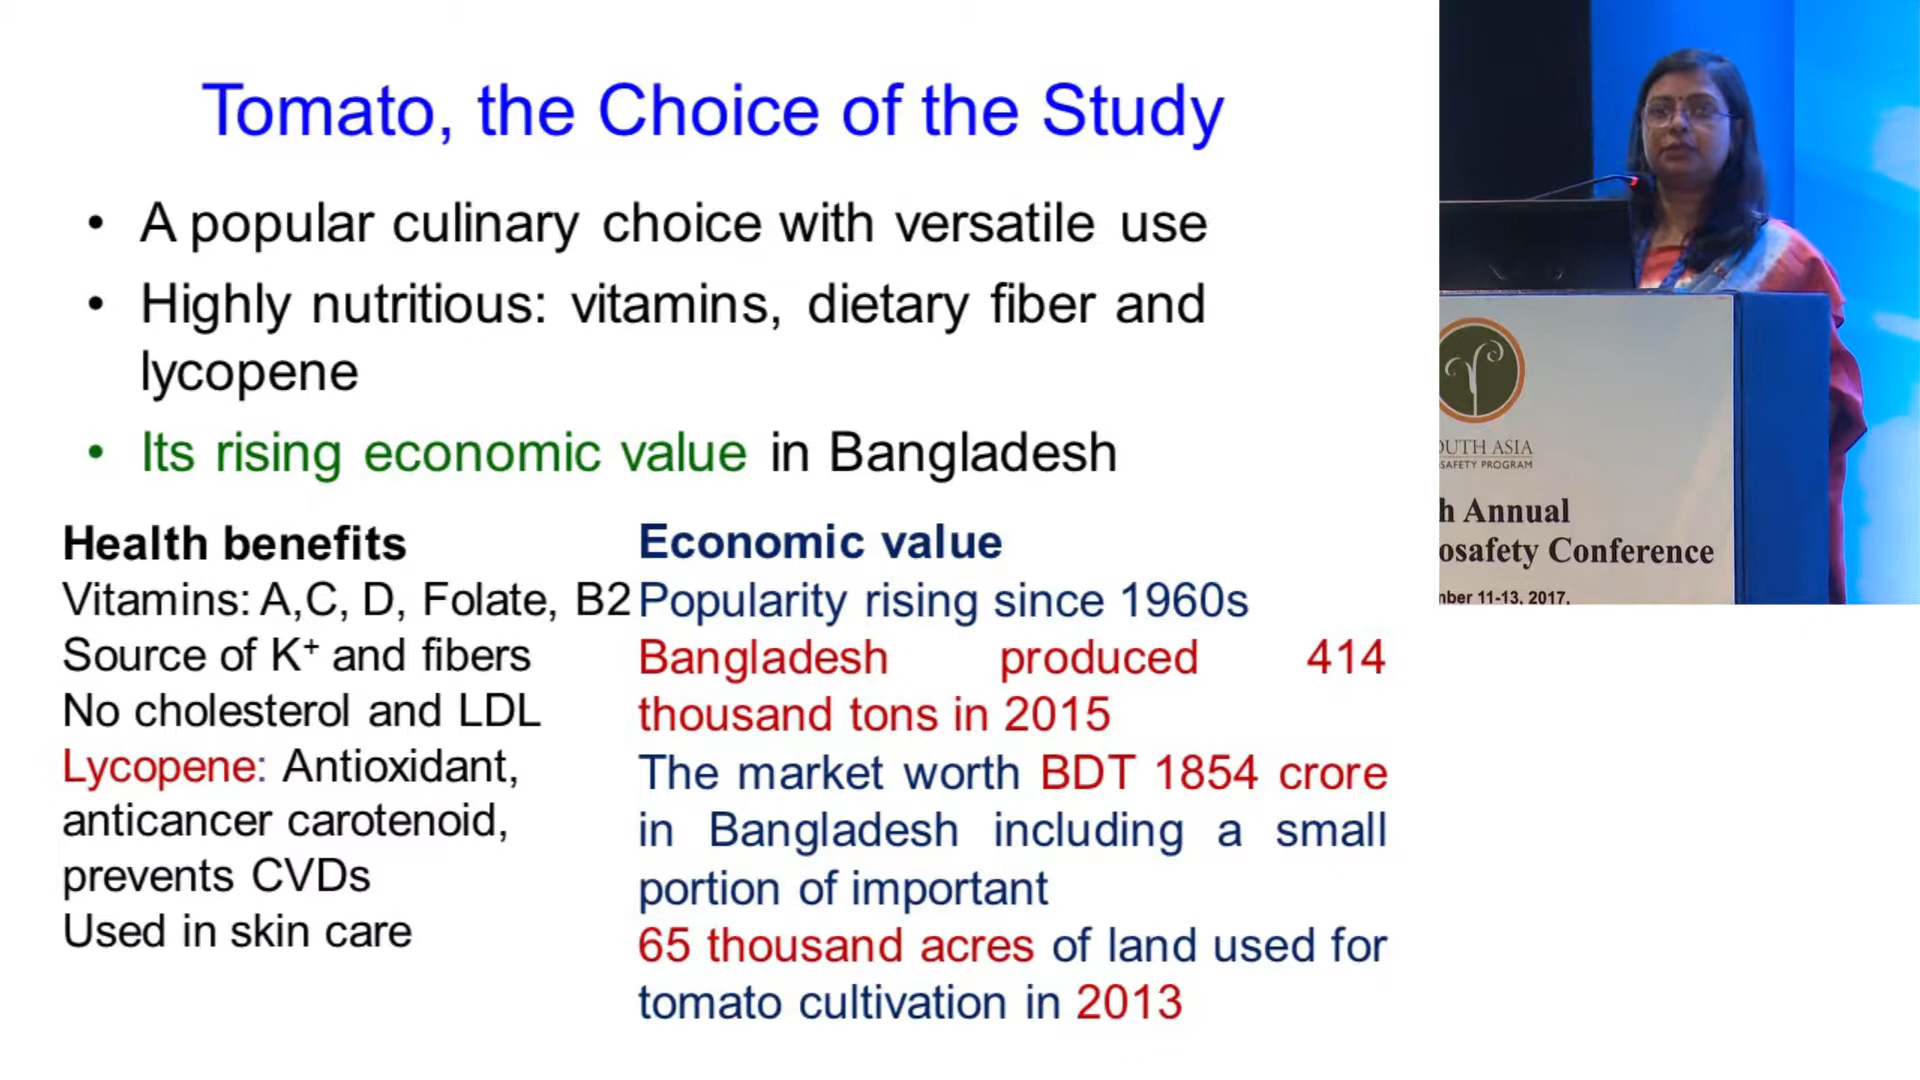 Tomato, the Choice of the Study
• A popular culinary choice with versatile use
• Highly nutritious: vitamins, dietary fiber and
lycopene
• Its rising economic value in Bangladesh
Health benefits
Vitamins: A,C, D, Folate, B2
Source of K⁺ and fibers
No cholesterol and LDL
Lycopene: Antioxidant,
anticancer carotenoid,
prevents CVDs
Used in skin care
Economic value
Popularity rising since 1960s
Bangladesh produced 414
thousand tons in 2015
The market worth BDT 1854 crore
in Bangladesh including a small
portion of important
65 thousand acres of land used for
tomato cultivation in 2013
OUTH ASIA
SAFETY PROGRAM
h Annual
osafety Conference
nber 11-13, 2017,